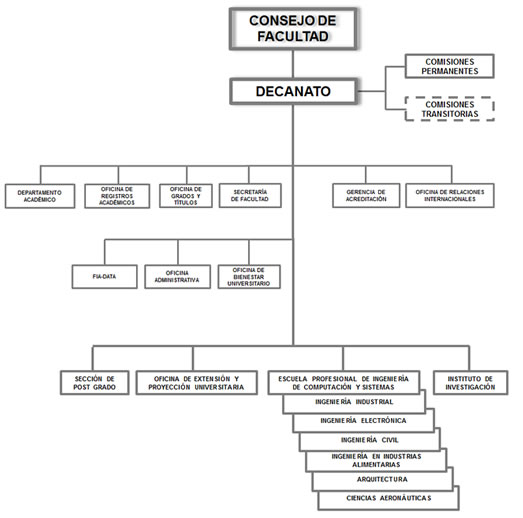 CONSEJO DE
FACULTAD
DECANATO
COMISIONES
PERMANENTES
COMISIONES
TRANSITORIAS
DEPARTAMENTO
ACADÉMICO
OFICINA DE
REGISTROS
ACADÉMICOS
OFICINA DE
GRADOS Y
TÍTULOS
SECRETARÍA
DE FACULTAD
GERENCIA DE
ACREDITACIÓN
OFICINA DE RELACIONES
INTERNACIONALES
FIA-DATA
OFICINA
ADMINISTRATIVA
OFICINA DE
BIENESTAR
UNIVERSITARIO
SECCIÓN DE
POST GRADO
OFICINA DE EXTENSIÓN Y
PROYECCIÓN UNIVERSITARIA
ESCUELA PROFESIONAL DE INGENIERÍA
DE COMPUTACIÓN Y SISTEMAS
INSTITUTO DE
INVESTIGACIÓN
INGENIERÍA INDUSTRIAL
INGENIERÍA ELECTRÓNICA
INGENIERÍA CIVIL
INGENIERÍA EN INDUSTRIAS
ALIMENTARIAS
ARQUITECTURA
CIENCIAS AERONÁUTICAS